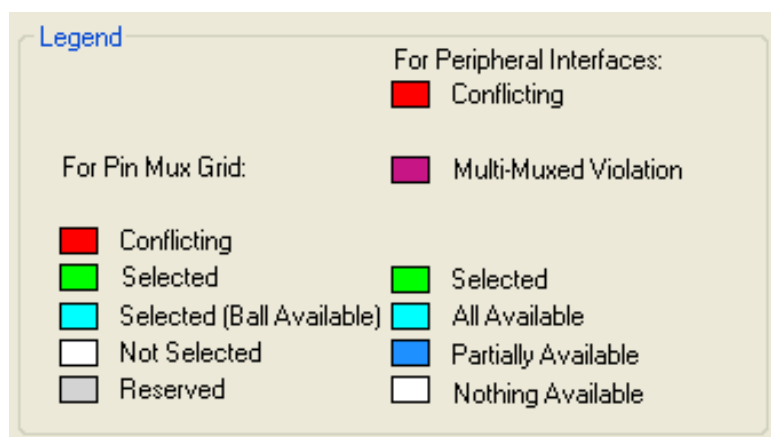 Legend
For Peripheral Interfaces:
Conflicting
For Pin Mux Grid:
Multi-Muxed Violation
Conflicting
Selected
Selected
Selected (Ball Available)
All Available
Not Selected
Partially Available
Reserved
Nothing Available